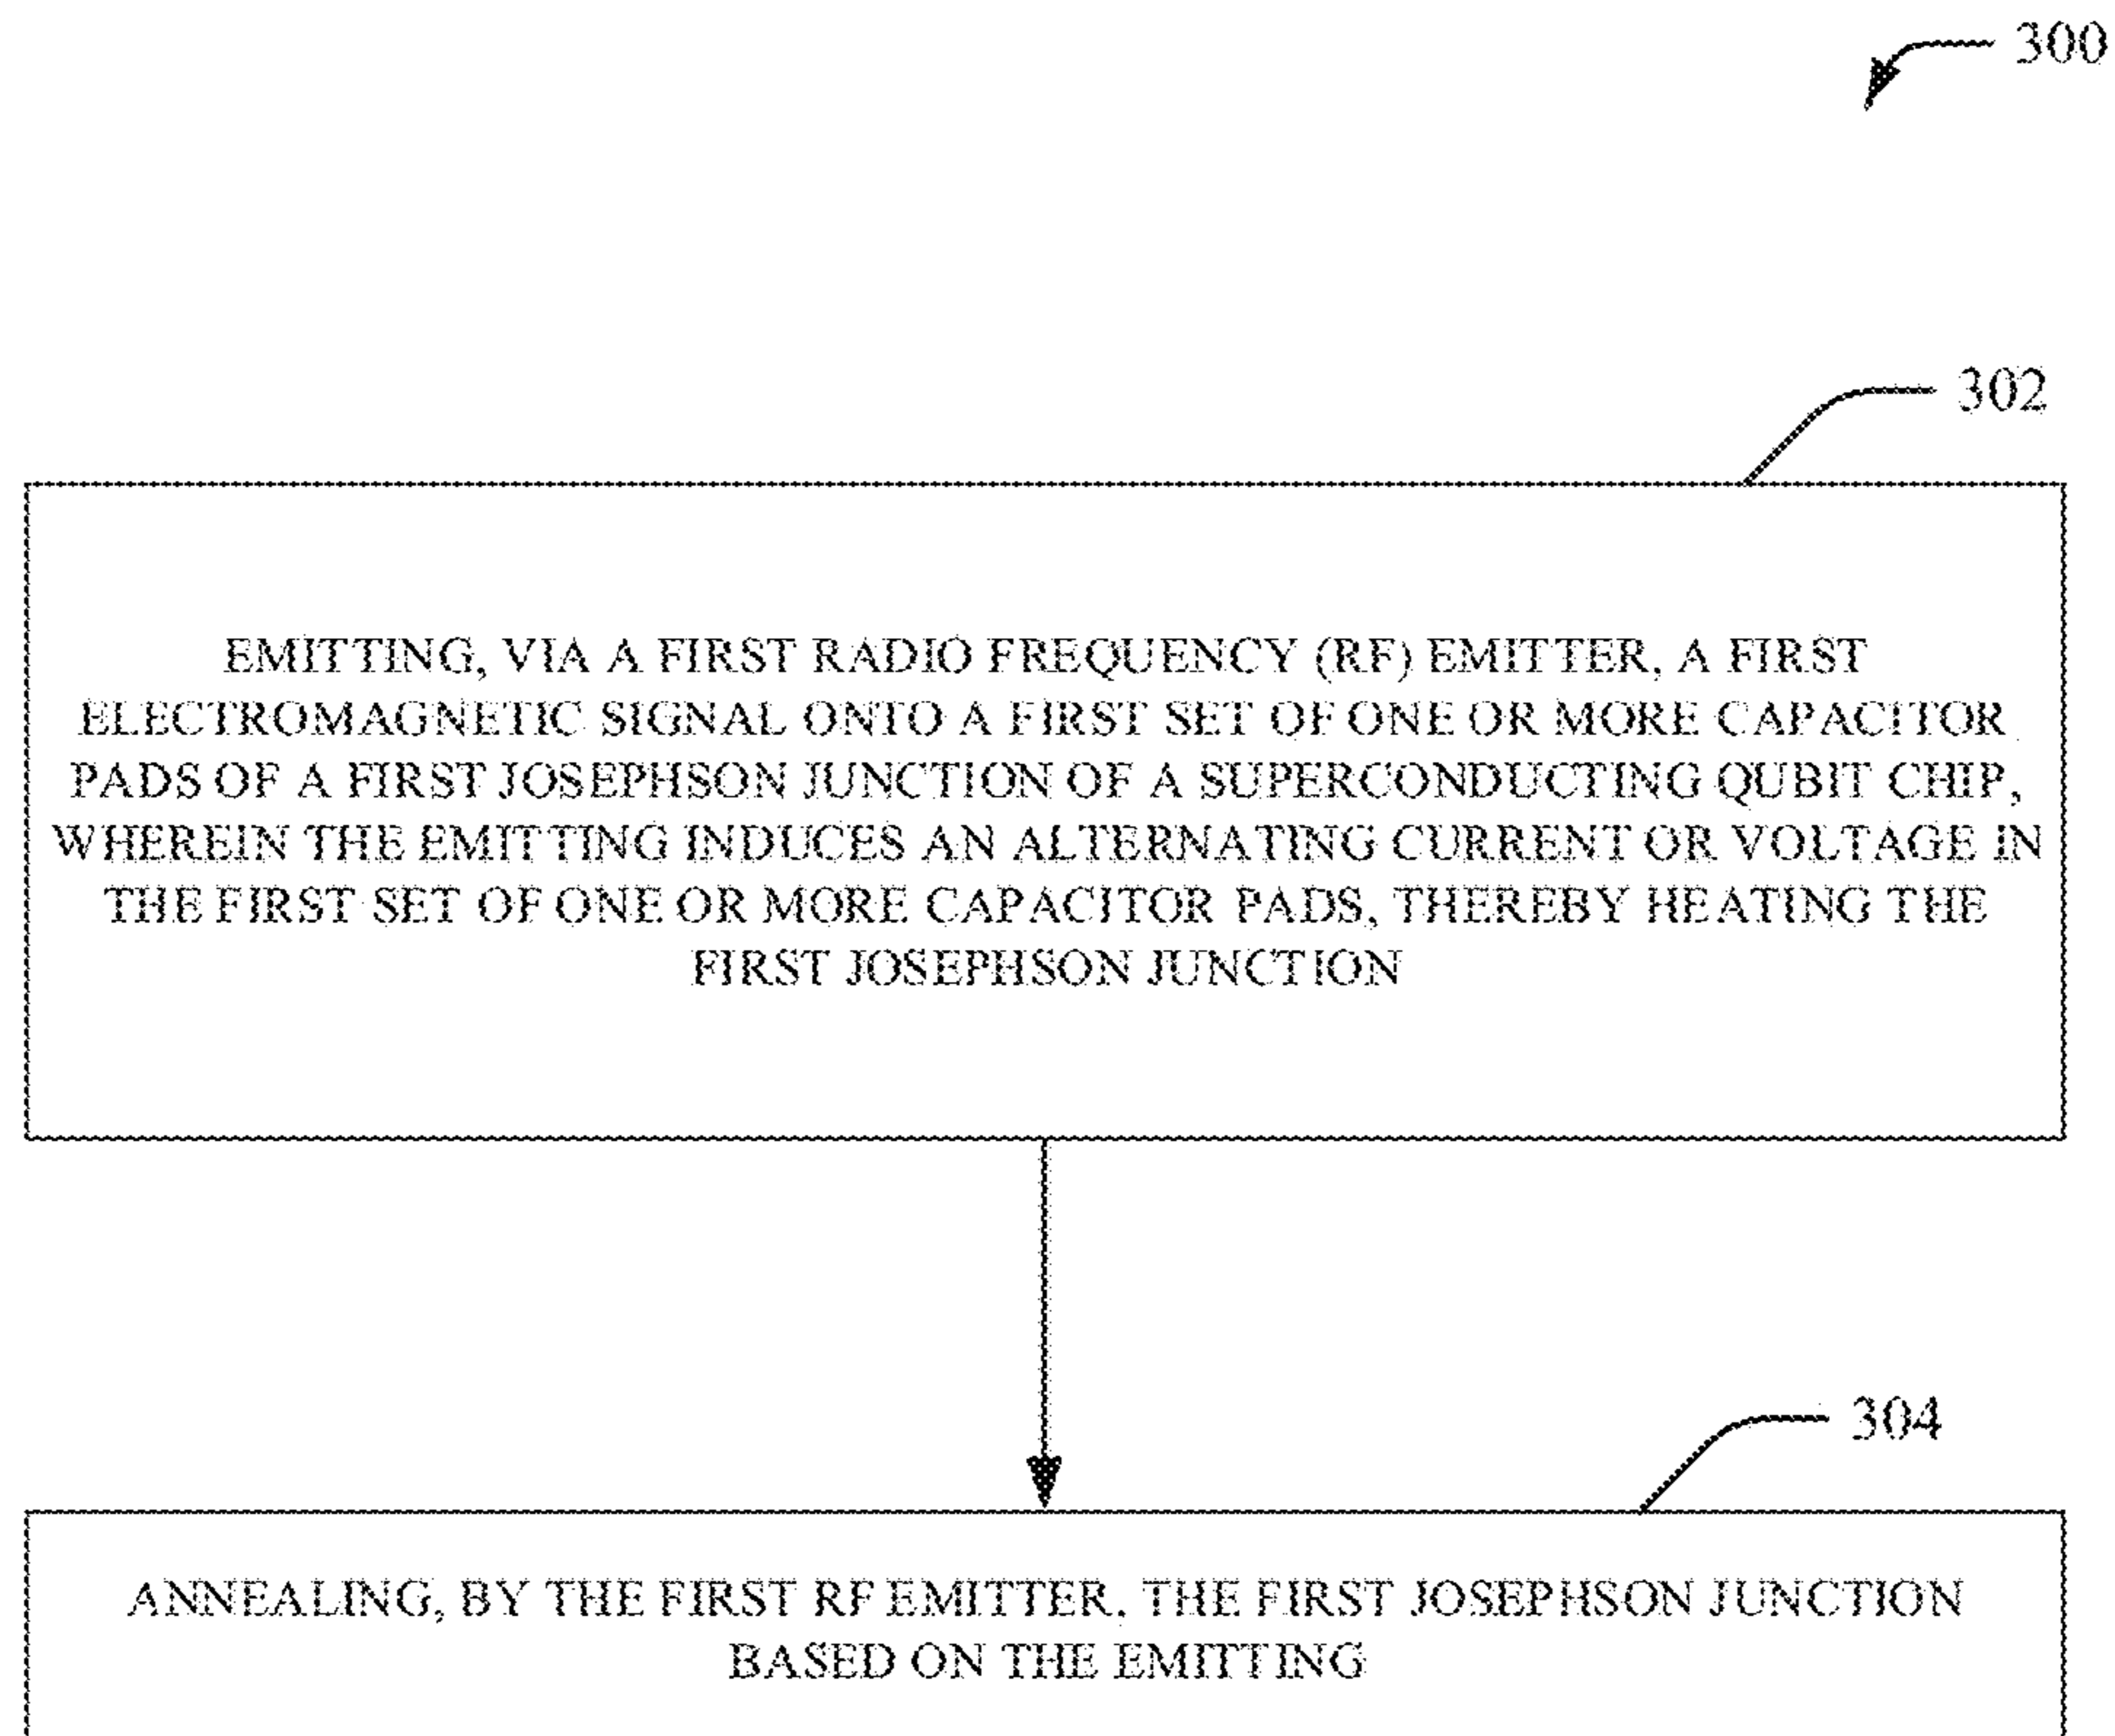 300
302
EMITTING, VIA A FIRST RADIO FREQUENCY (RF) EMITTER, A FIRST
ELECTROMAGNETIC SIGNAL ONTO A FIRST SET OF ONE OR MORE CAPACITOR
PADS OF A FIRST JOSEPHSON JUNCTION OF A SUPERCONDUCTING QUBIT CHIP,
WHEREIN THE EMITTING INDUCES AN ALTERNATING CURRENT OR VOLTAGE IN
THE FIRST SET OF ONE OR MORE CAPACITOR PADS, THEREBY HEATING THE
FIRST JOSEPHSON JUNCTION
304
ANNEALING, BY THE FIRST RF EMITTER, THE FIRST JOSEPHSON JUNCTION
BASED ON THE EMITTING